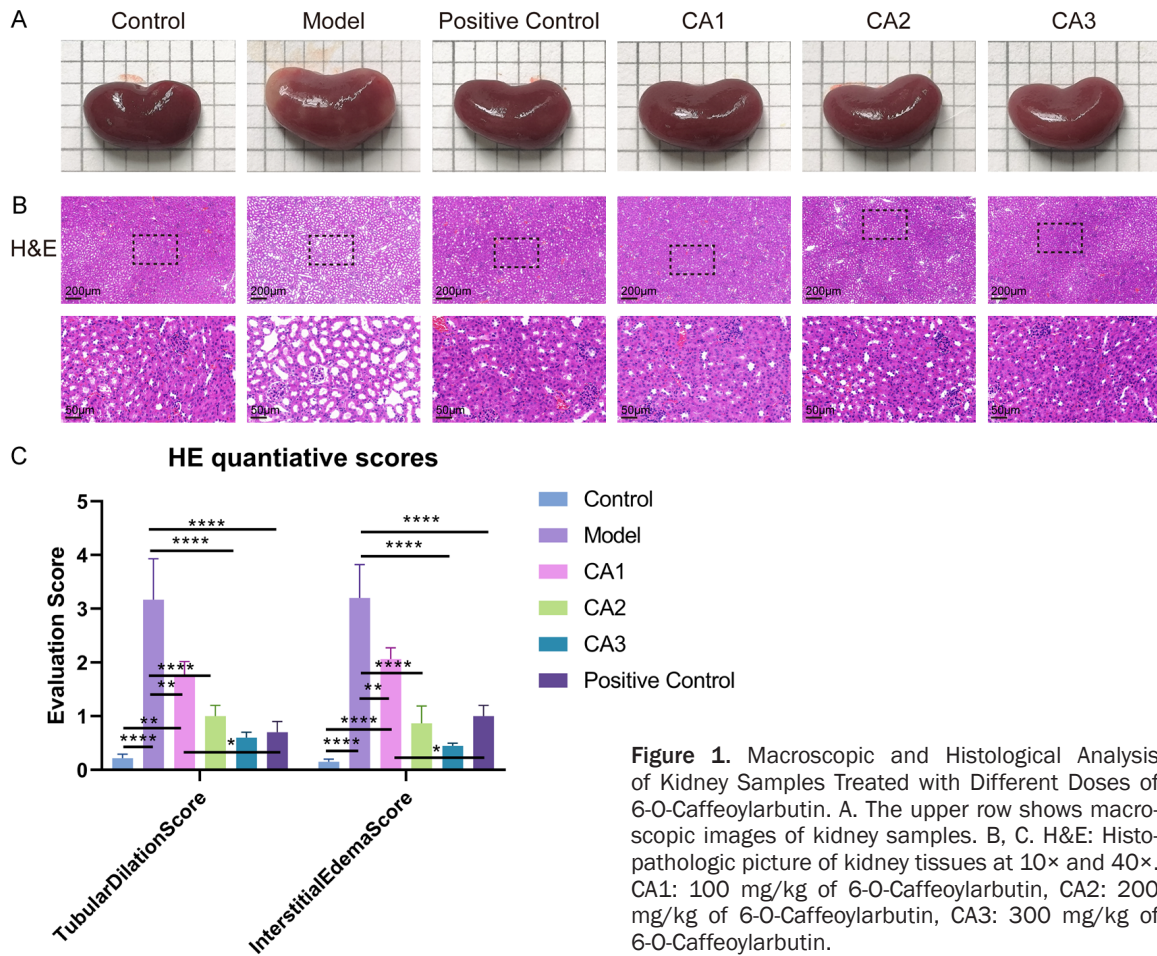 A
Control
Model
Positive Control
CA1
CA2
CA3
B
H&E
200μm
200μm
200μm
200μm
200μm
200μm
50μm
50μm
50μm
50μm
50μm
50μm
C
HE quantiative scores
Evaluation Score
5
4
3
2
1
0
****
****
****
**
**
****
*
****
****
****
**
****
****
*
TubularDilationScore
InterstitialEdemaScore
Control
Model
CA1
CA2
CA3
Positive Control
Figure 1. Macroscopic and Histological Analysis
of Kidney Samples Treated with Different Doses of
6-O-Caffeoylarbutin. A. The upper row shows macro-
scopic images of kidney samples. B, C. H&E: Histo-
pathologic picture of kidney tissues at 10× and 40×.
CA1: 100 mg/kg of 6-O-Caffeoylarbutin, CA2: 200
mg/kg of 6-O-Caffeoylarbutin, CA3: 300 mg/kg of
6-O-Caffeoylarbutin.